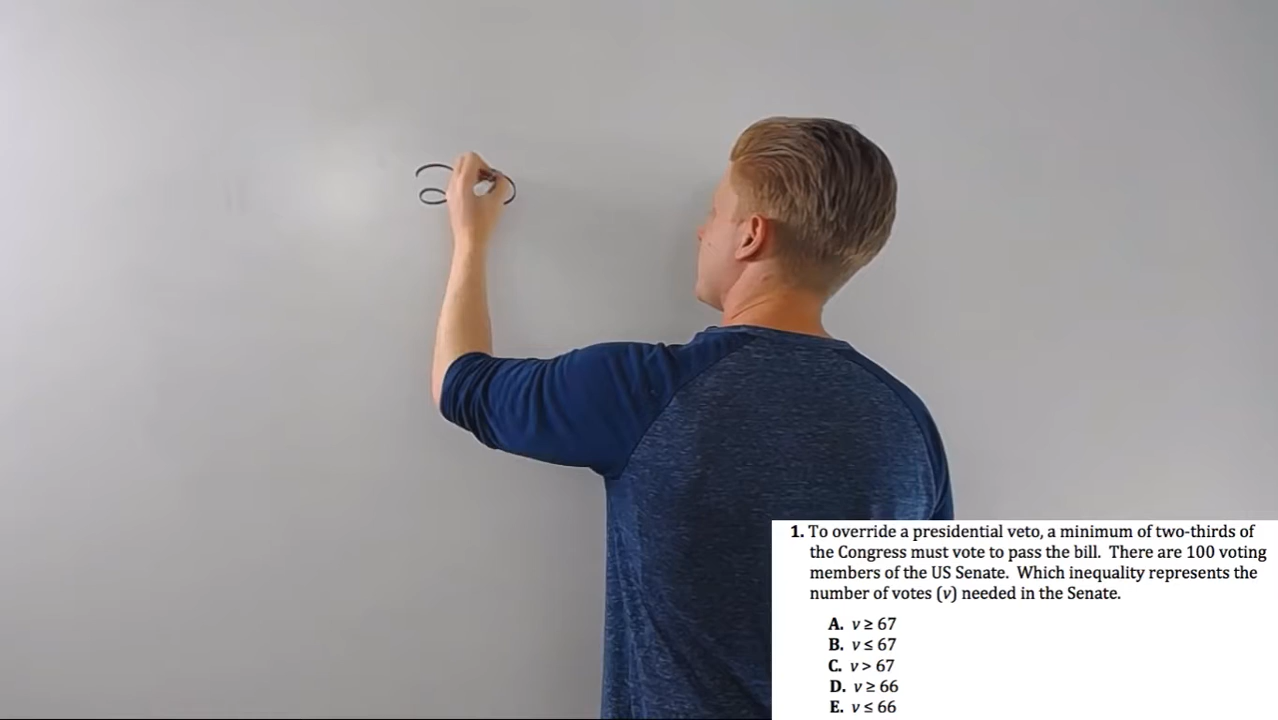 1. To override a presidential veto, a minimum of two-thirds of
the Congress must vote to pass the bill. There are 100 voting
members of the US Senate. Which inequality represents the
number of votes (v) needed in the Senate.
A. v ≥ 67
B. v ≤ 67
C. v > 67
D. v ≥ 66
E. v ≤ 66